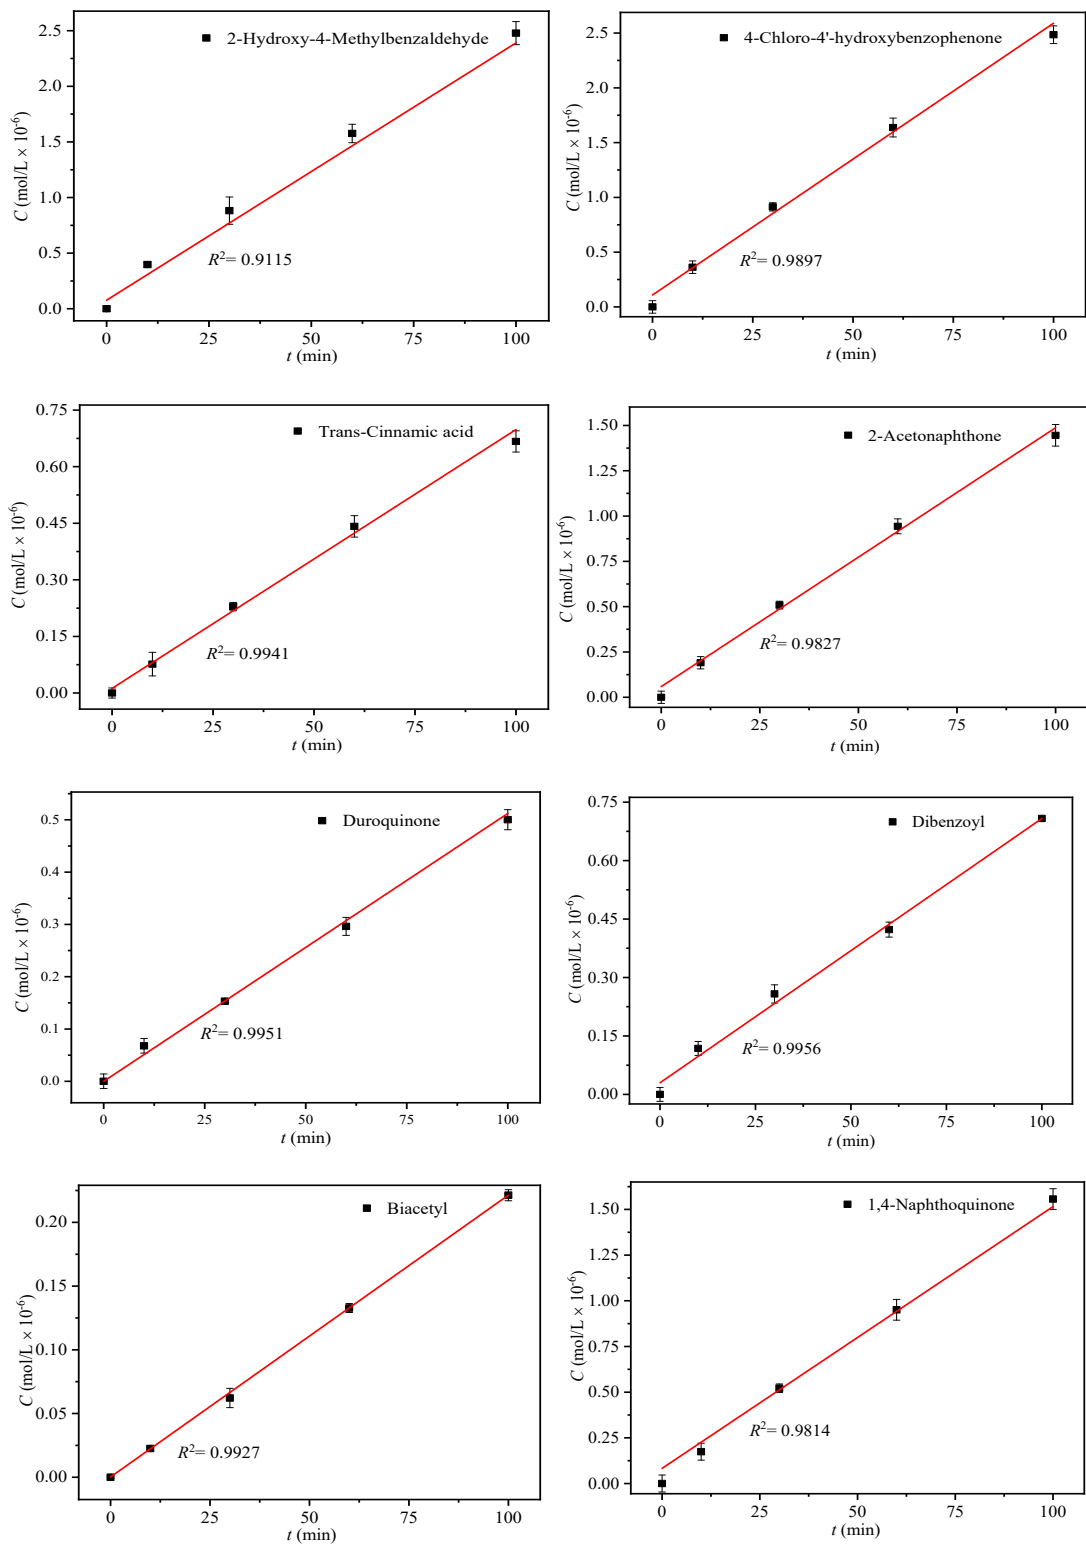 2-Hydroxy-4-Methylbenzaldehyde
C (mol/L × 10⁻⁶)
2.5
2.0
1.5
1.0
0.5
0.0
R²= 0.9115
0 25 50 75 100
t (min)
4-Chloro-4'-hydroxybenzophenone
C (mol/L × 10⁻⁶)
2.5
2.0
1.5
1.0
0.5
0.0
R²= 0.9897
0 25 50 75 100
t (min)
Trans-Cinnamic acid
C (mol/L × 10⁻⁶)
0.75
0.60
0.45
0.30
0.15
0.00
R²= 0.9941
0 25 50 75 100
t (min)
2-Acetonaphthone
C (mol/L × 10⁻⁶)
1.50
1.25
1.00
0.75
0.50
0.25
0.00
R²= 0.9827
0 25 50 75 100
t (min)
Duroquinone
C (mol/L × 10⁻⁶)
0.5
0.4
0.3
0.2
0.1
0.0
R²= 0.9951
0 25 50 75 100
t (min)
Dibenzoyl
C (mol/L × 10⁻⁶)
0.75
0.60
0.45
0.30
0.15
0.00
R²= 0.9956
0 25 50 75 100
t (min)
Biacetyl
C (mol/L × 10⁻⁶)
0.20
0.15
0.10
0.05
0.00
R²= 0.9927
0 25 50 75 100
t (min)
1,4-Naphthoquinone
C (mol/L × 10⁻⁶)
1.50
1.25
1.00
0.75
0.50
0.25
0.00
R²= 0.9814
0 25 50 75 100
t (min)